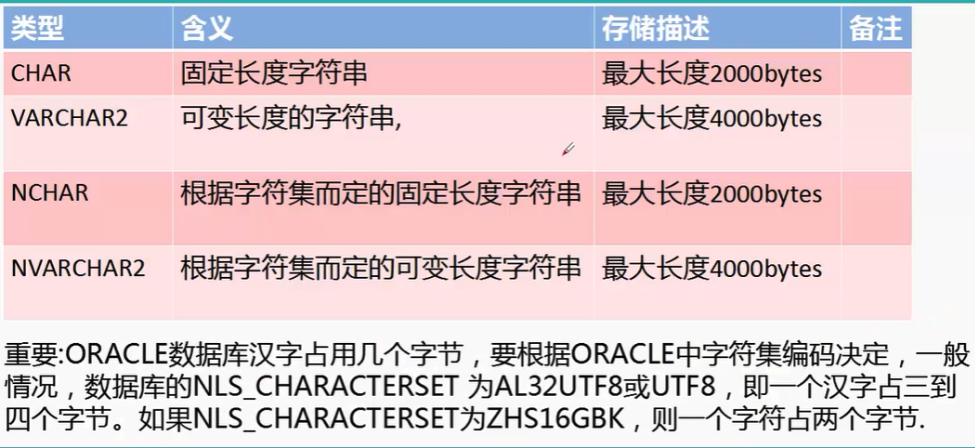 类型 含义 存储描述 备注
CHAR 固定长度字符串 最大长度2000bytes
VARCHAR2 可变长度的字符串, 最大长度4000bytes
NCHAR 根据字符集而定的固定长度字符串 最大长度2000bytes
NVARCHAR2 根据字符集而定的可变长度字符串 最大长度4000bytes
重要:ORACLE数据库汉字占用几个字节，要根据ORACLE中字符集编码决定，一般
情况，数据库的NLS_CHARACTERSET 为AL32UTF8或UTF8，即一个汉字占三到
四个字节。如果NLS_CHARACTERSET为ZHS16GBK，则一个字符占两个字节.